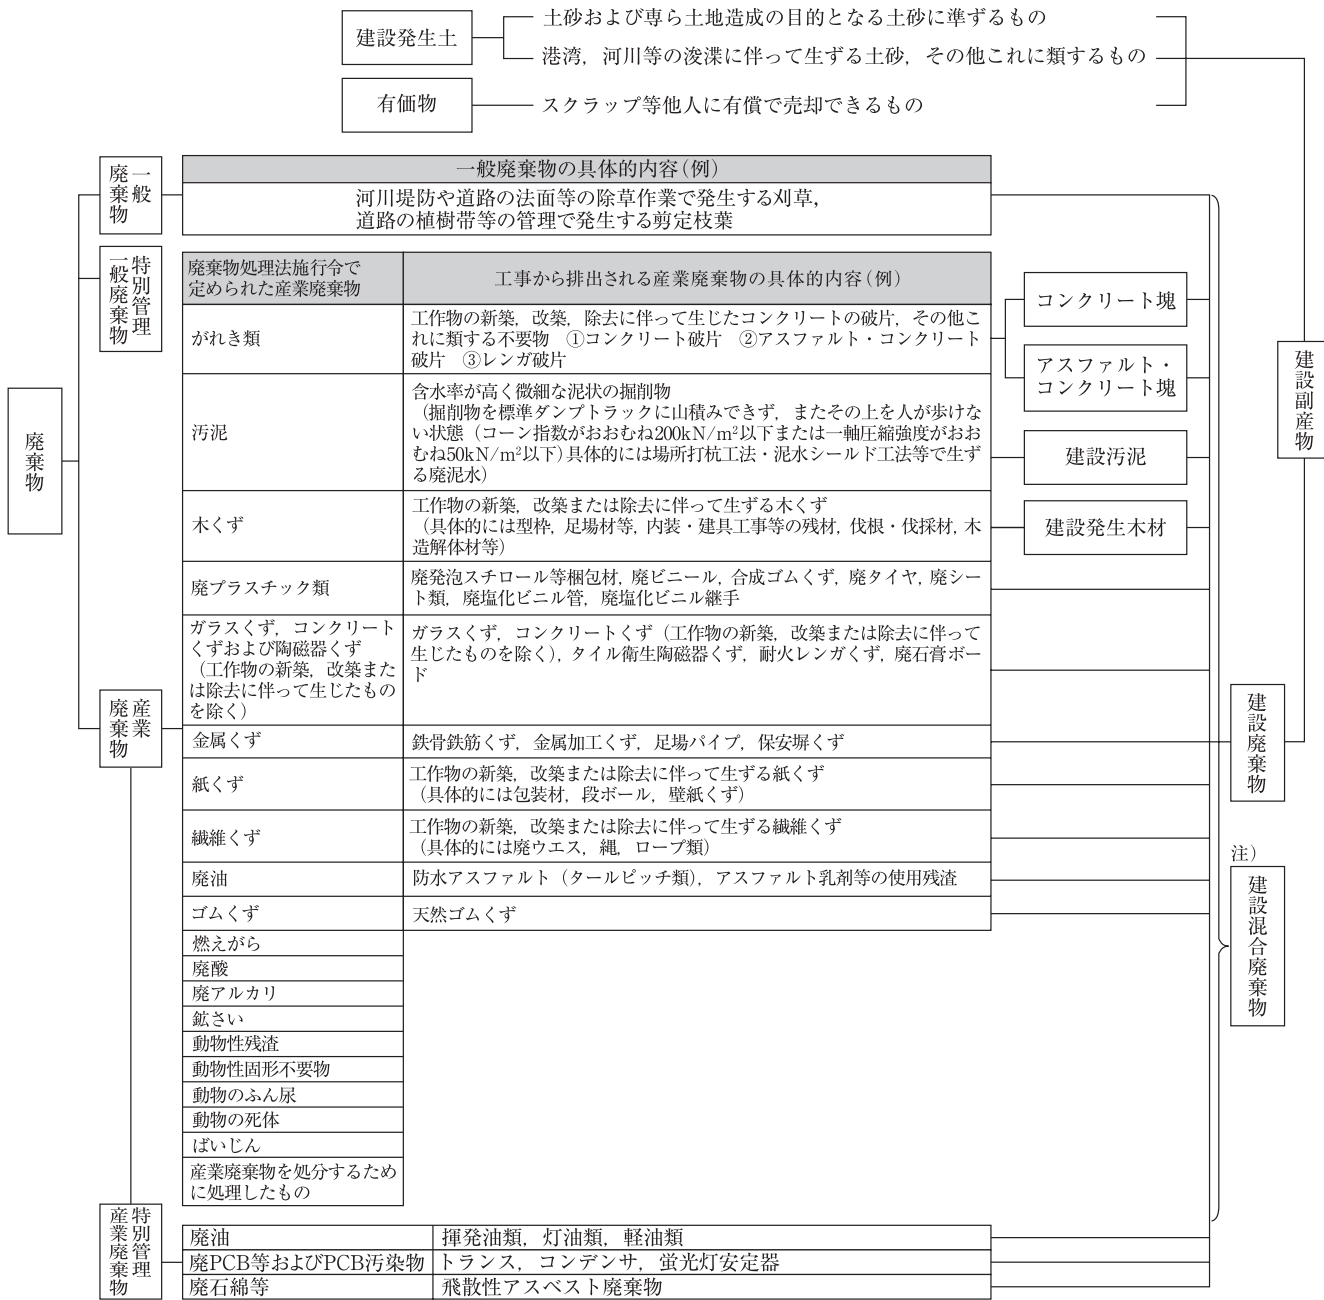 建設発生土
土砂および専ら土地造成の目的となる土砂に準ずるもの
港湾，河川等の浚渫に伴って生ずる土砂，その他これに類するもの
有価物
スクラップ等他人に有償で売却できるもの
一般
廃棄物
一般廃棄物の具体的内容（例）
河川堤防や道路の法面等の除草作業で発生する刈草，
道路の植樹帯等の管理で発生する剪定枝葉
特別管理
一般廃棄物
廃棄物処理法施行令で
定められた産業廃棄物
工事から排出される産業廃棄物の具体的内容（例）
がれき類
工作物の新築，改築，除去に伴って生じたコンクリートの破片，その他こ
れに類する不要物　①コンクリート破片　②アスファルト・コンクリート
破片　③レンガ破片
コンクリート塊
アスファルト・
コンクリート塊
汚泥
含水率が高く微細な泥状の掘削物
（掘削物を標準ダンプトラックに山積みできず，またその上を人が歩けな
い状態（コーン指数がおおむね200kN/m²以下または一軸圧縮強度がおお
むね50kN/m²以下）具体的には場所打杭工法・泥水シールド工法等で生ず
る廃泥水）
建設汚泥
木くず
工作物の新築，改築または除去に伴って生ずる木くず
（具体的には型枠，足場材等，内装・建具工事等の残材，伐根・伐採材，木
造解体材等）
建設発生木材
廃プラスチック類
廃発泡スチロール等梱包材，廃ビニール，合成ゴムくず，廃タイヤ，廃シー
ト類，廃塩化ビニル管，廃塩化ビニル継手
ガラスくず，コンクリート
くずおよび陶磁器くず
（工作物の新築，改築また
は除去に伴って生じたもの
を除く）
ガラスくず，コンクリートくず（工作物の新築，改築または除去に伴って
生じたものを除く），タイル衛生陶磁器くず，耐火レンガくず，廃石膏ボー
ド
金属くず
鉄骨鉄筋くず，金属加工くず，足場パイプ，保安塀くず
紙くず
工作物の新築，改築または除去に伴って生ずる紙くず
（具体的には包装材，段ボール，壁紙くず）
繊維くず
工作物の新築，改築または除去に伴って生ずる繊維くず
（具体的には廃ウエス，縄，ロープ類）
廃油
防水アスファルト（タールピッチ類），アスファルト乳剤等の使用残渣
ゴムくず
天然ゴムくず
燃えがら
廃酸
廃アルカリ
鉱さい
動物性残渣
動物性固形不要物
動物のふん尿
動物の死体
ばいじん
産業廃棄物を処分するため
に処理したもの
廃棄物
産業
廃棄物
特別管理
産業廃棄物
廃油
揮発油類，灯油類，軽油類
廃PCB等およびPCB汚染物
トランス，コンデンサ，蛍光灯安定器
廃石綿等
飛散性アスベスト廃棄物
建設副産物
建設廃棄物
注）
建設混合廃棄物